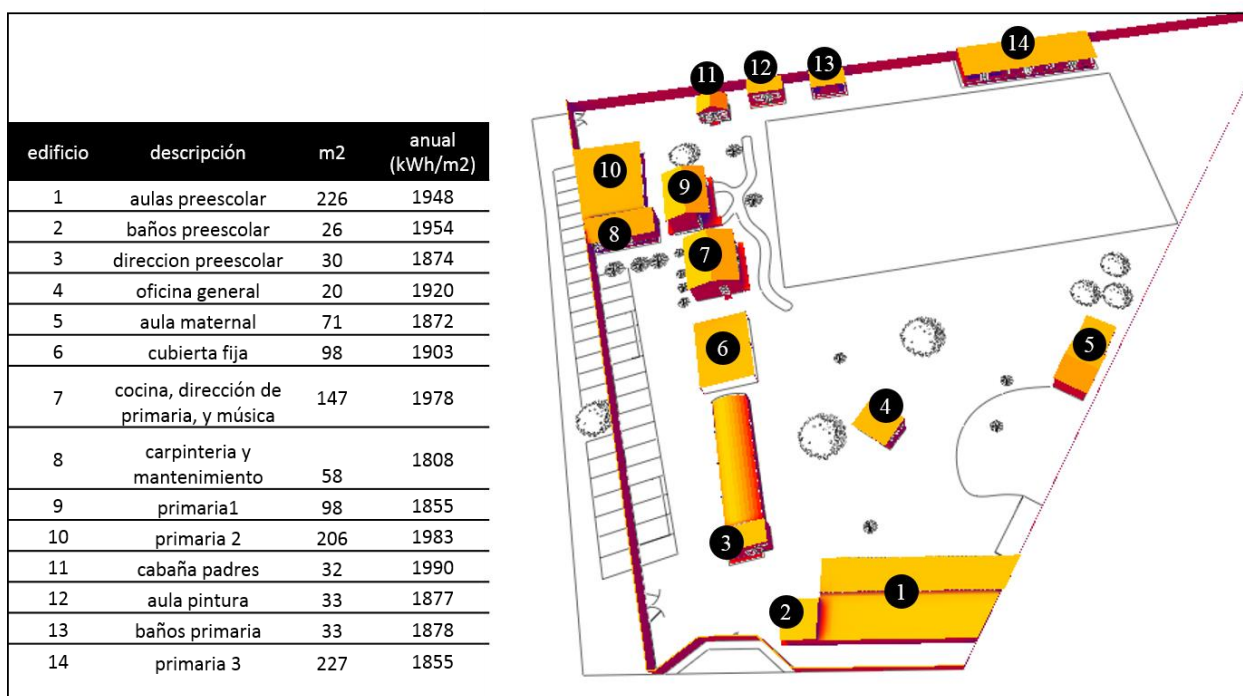 edificio descripción m2 anual (kWh/m2)
1 aulas preescolar 226 1948
2 baños preescolar 26 1954
3 direccion preescolar 30 1874
4 oficina general 20 1920
5 aula maternal 71 1872
6 cubierta fija 98 1903
7 cocina, dirección de primaria, y música 147 1978
8 carpinteria y mantenimiento 58 1808
9 primaria1 98 1855
10 primaria 2 206 1983
11 cabaña padres 32 1990
12 aula pintura 33 1877
13 baños primaria 33 1878
14 primaria 3 227 1855
14
13
12
11
10
9
8
7
6
5
4
3
2
1